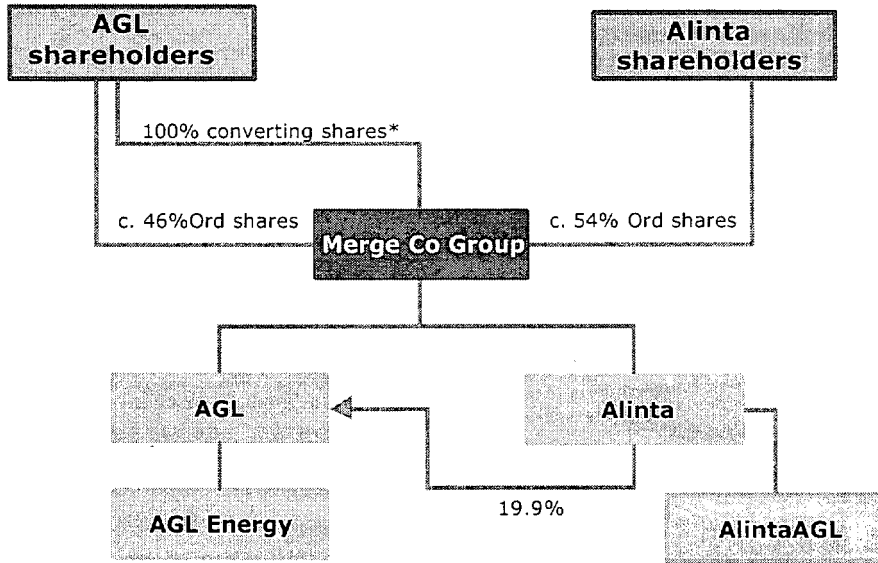 AGL
shareholders
Alinta
shareholders
100% converting shares*
c. 46%Ord shares
c. 54% Ord shares
Merge Co Group
AGL
Alinta
19.9%
AGL Energy
AlintaAGL